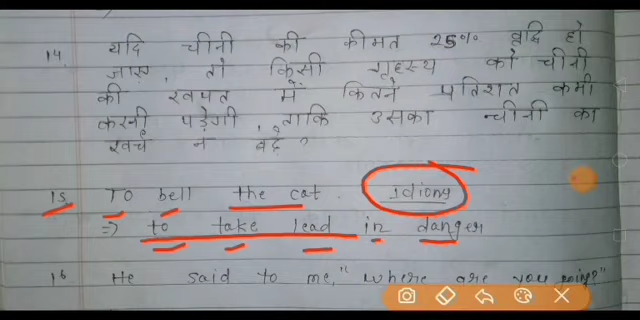 14. यदि चीनी की कीमत 25% वृद्धि हो
जाए, तो किसी गृहस्थ को चीनी
की खपत में कितने प्रतिशत कमी
करनी पड़ेगी, ताकि उसका चीनी का
खर्च न बढ़े?
15 TO bell the cat. Idioms
⇒ to take lead in danger
16 He said to me, "where are you going?"